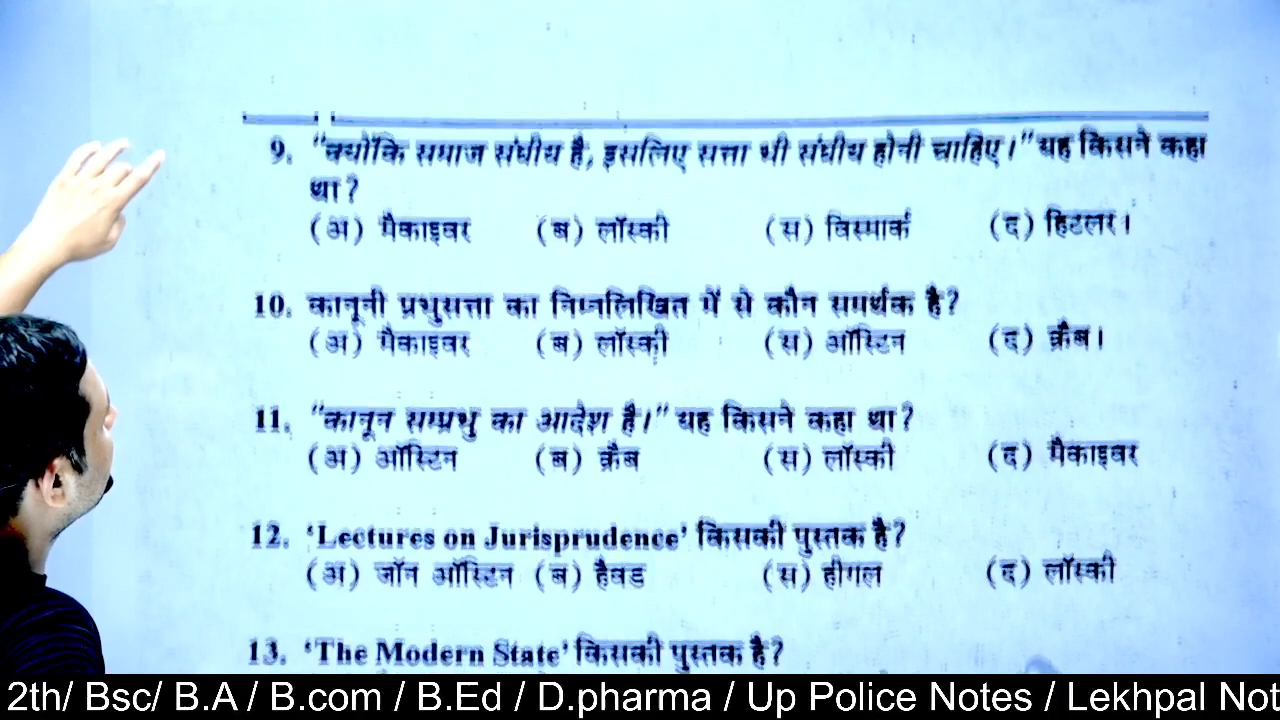 9. "क्योंकि समाज संघीय है, इसलिए सत्ता भी संघीय होनी चाहिए।" यह किसने कहा
था?
(अ) मैकाइवर (ब) लॉस्की (स) विस्मार्क (द) हिटलर।
10. कानूनी प्रभुसत्ता का निम्नलिखित में से कौन समर्थक है?
(अ) मैकाइवर (ब) लॉस्की (स) ऑस्टिन (द) क्रैब।
11. "कानून सम्प्रभु का आदेश है।" यह किसने कहा था?
(अ) ऑस्टिन (ब) क्रैब (स) लॉस्की (द) मैकाइवर
12. 'Lectures on Jurisprudence' किसकी पुस्तक है?
(अ) जॉन ऑस्टिन (ब) हैवड (स) हीगल (द) लॉस्की
13. 'The Modern State' किसकी पुस्तक है?
2th/ Bsc/ B.A / B.com / B.Ed / D.pharma / Up Police Notes / Lekhpal Not